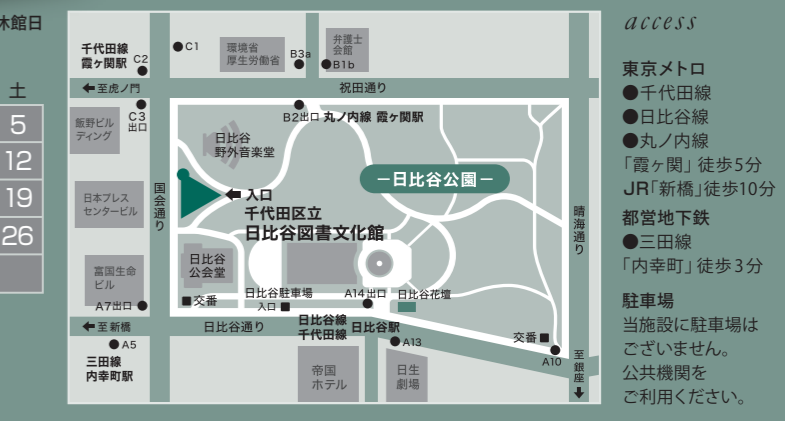 休館日
土
5
12
19
26
千代田線
霞ヶ関駅
C2
C1
環境省
厚生労働省
B3a
弁護士
会館
B1b
至虎ノ門
祝田通り
飯野ビル
ディング
C3
出口
B2出口 丸ノ内線 霞ヶ関駅
日比谷
野外音楽堂
－日比谷公園－
日本プレス
センタービル
国会通り
入口
千代田区立
日比谷図書文化館
晴海通り
日比谷
公会堂
富国生命
ビル
A7出口
交番
日比谷駐車場
入口
A14出口
日比谷花壇
至新橋
日比谷通り
日比谷線
千代田線
日比谷駅
A13
交番
A10
至銀座
A5
三田線
内幸町駅
帝国
ホテル
日生
劇場
access
東京メトロ
●千代田線
●日比谷線
●丸ノ内線
「霞ヶ関」徒歩5分
JR「新橋」徒歩10分
都営地下鉄
●三田線
「内幸町」徒歩3分
駐車場
当施設に駐車場は
ございません。
公共機関を
ご利用ください。